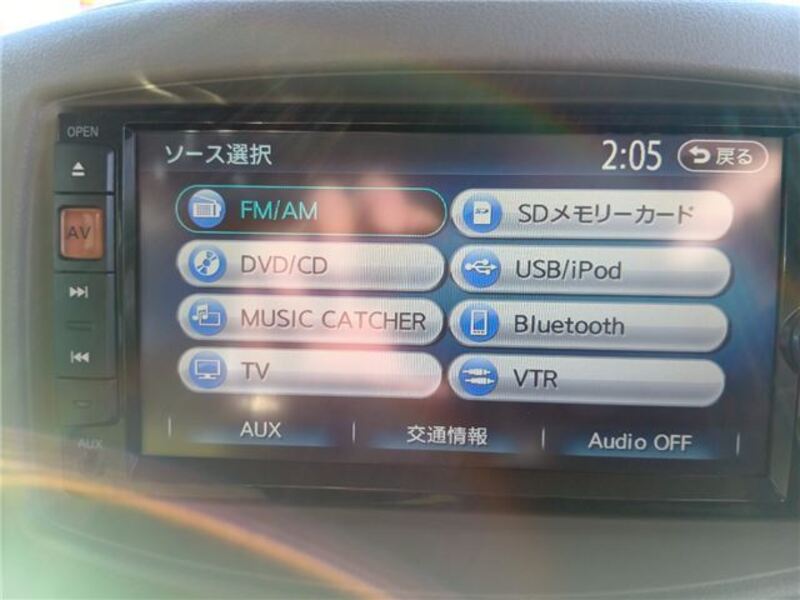 OPEN
ソース選択 2:05 戻る
AV
FM/AM SDメモリーカード
DVD/CD USB/iPod
MUSIC CATCHER Bluetooth
TV VTR
AUX 交通情報 Audio OFF
AUX